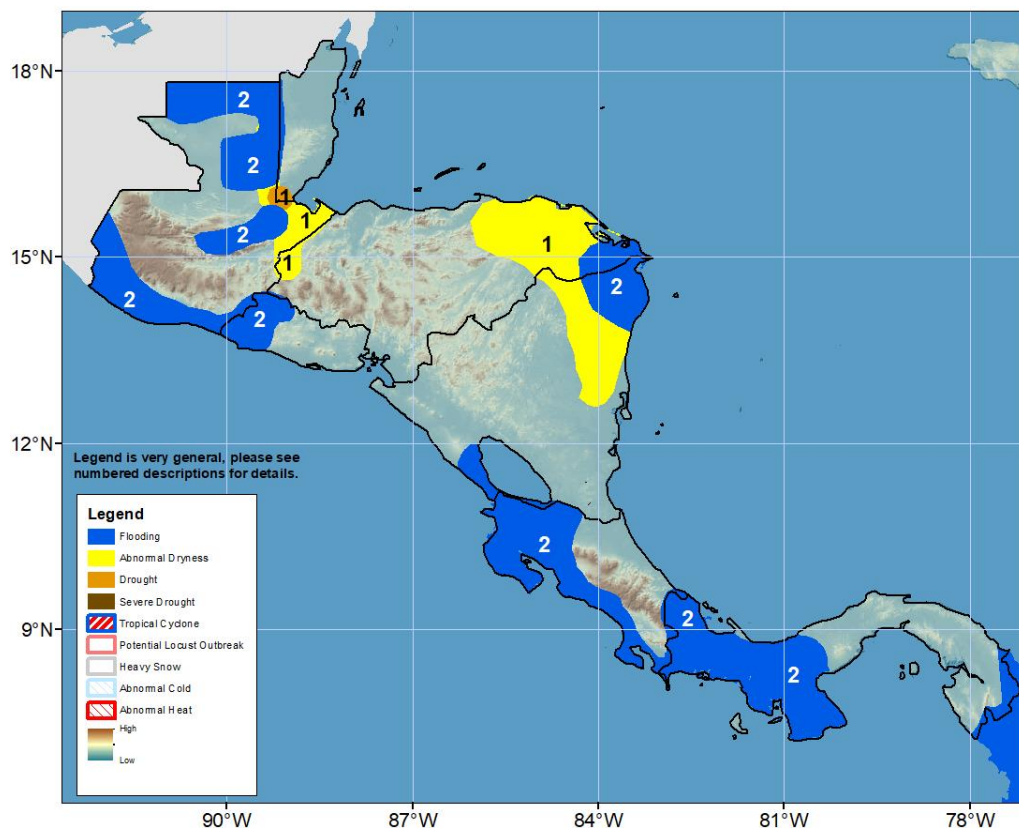 18°N
15°N
12°N
9°N
2
2
1
2
1
1
1
2
2
2
2
2
2
Legend is very general, please see
numbered descriptions for details.
Legend
Flooding
Abnormal Dryness
Drought
Severe Drought
Tropical Cyclone
Potential Locust Outbreak
Heavy Snow
Abnormal Cold
Abnormal Heat
High
Low
90°W
87°W
84°W
81°W
78°W